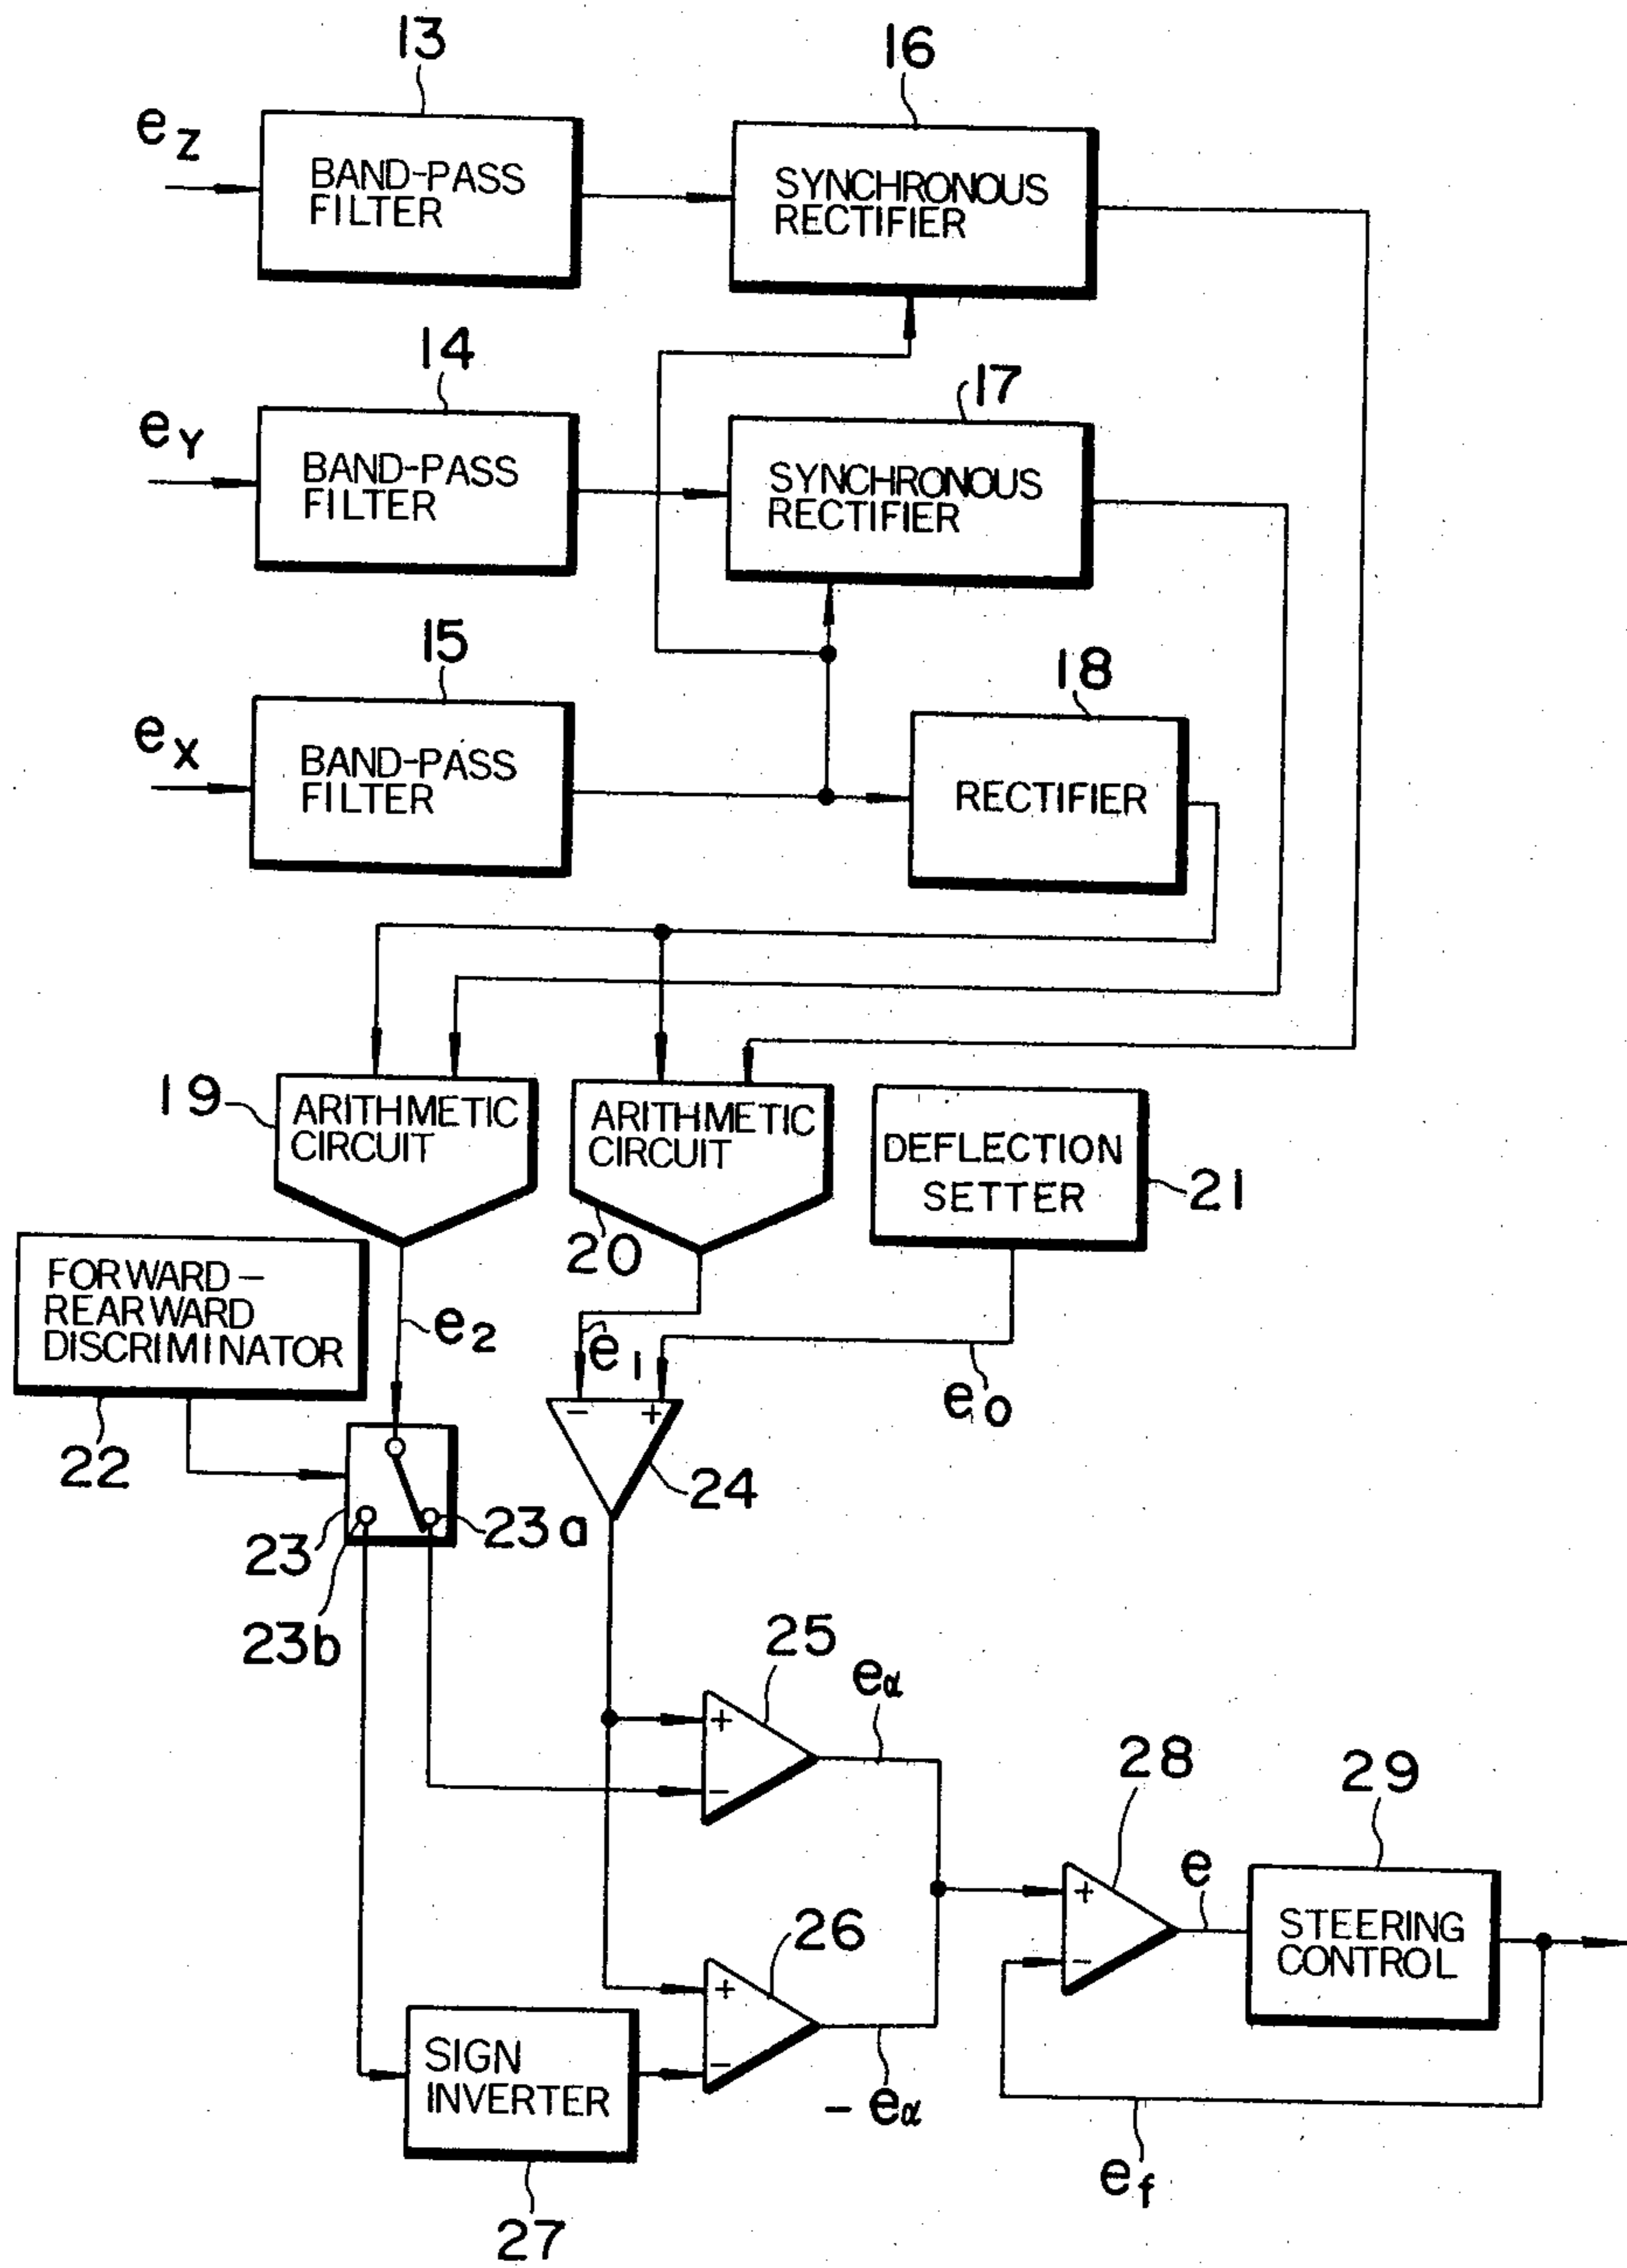 13
16
eZ
BAND-PASS
FILTER
SYNCHRONOUS
RECTIFIER
14
17
eY
BAND-PASS
FILTER
SYNCHRONOUS
RECTIFIER
15
18
eX
BAND-PASS
FILTER
RECTIFIER
19
ARITHMETIC
CIRCUIT
ARITHMETIC
CIRCUIT
DEFLECTION
SETTER
21
20
FORWARD-
REARWARD
DISCRIMINATOR
e2
e1
e0
22
- +
24
23
23a
23b
25
eα
+
-
28
29
26
+
-
e
STEERING
CONTROL
+
-
SIGN
INVERTER
-eα
ef
27